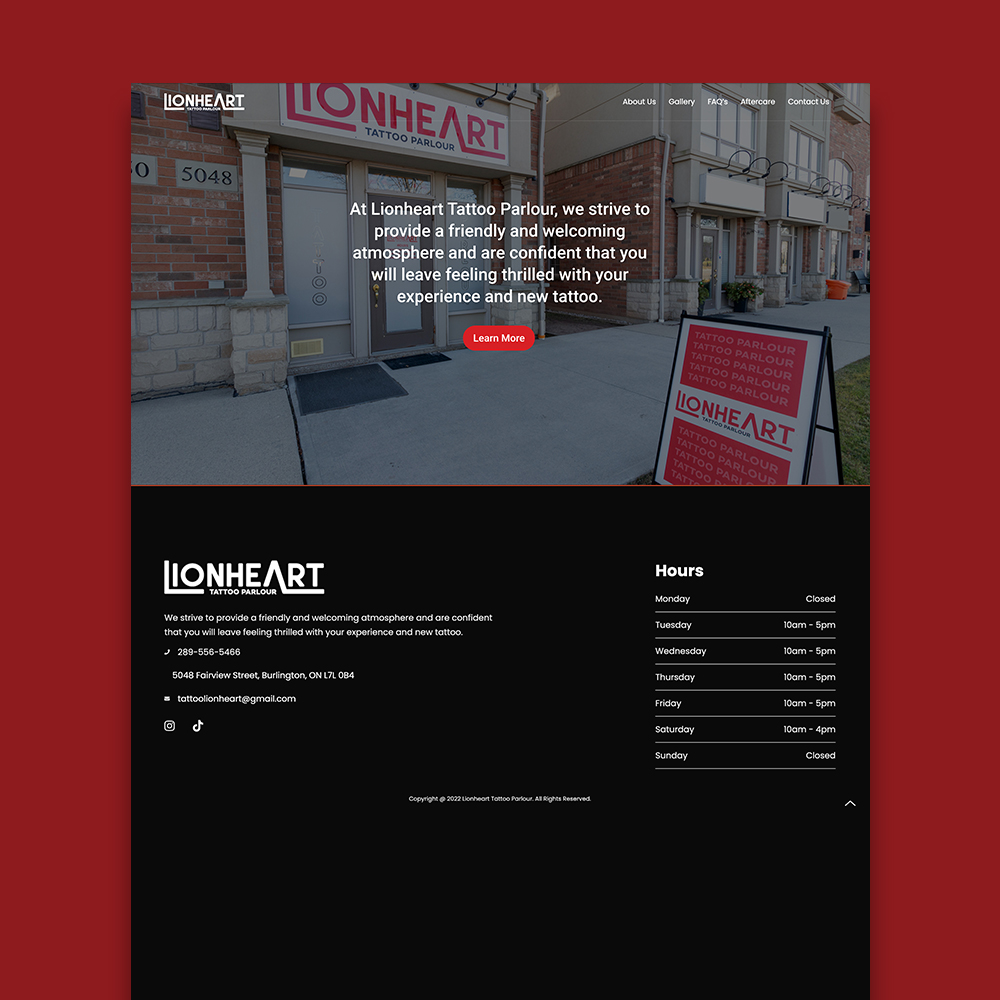 LIONHEART
TATTOO PARLOUR
About Us Gallery FAQ's Aftercare Contact Us
LIONHEART
TATTOO PARLOUR
50 5048
At Lionheart Tattoo Parlour, we strive to
provide a friendly and welcoming
atmosphere and are confident that you
will leave feeling thrilled with your
experience and new tattoo.
Learn More
TATTOO PARLOUR
TATTOO PARLOUR
TATTOO PARLOUR
TATTOO PARLOUR
LIONHEART
TATTOO PARLOUR
TATTOO PARLOUR
TATTOO PARLOUR
TATTOO PARLOUR
LIONHEART
TATTOO PARLOUR
We strive to provide a friendly and welcoming atmosphere and are confident
that you will leave feeling thrilled with your experience and new tattoo.
289-556-5466
5048 Fairview Street, Burlington, ON L7L 0B4
tattoolionheart@gmail.com
Hours
Monday Closed
Tuesday 10am - 5pm
Wednesday 10am - 5pm
Thursday 10am - 5pm
Friday 10am - 5pm
Saturday 10am - 4pm
Sunday Closed
Copyright @ 2022 Lionheart Tattoo Parlour. All Rights Reserved.